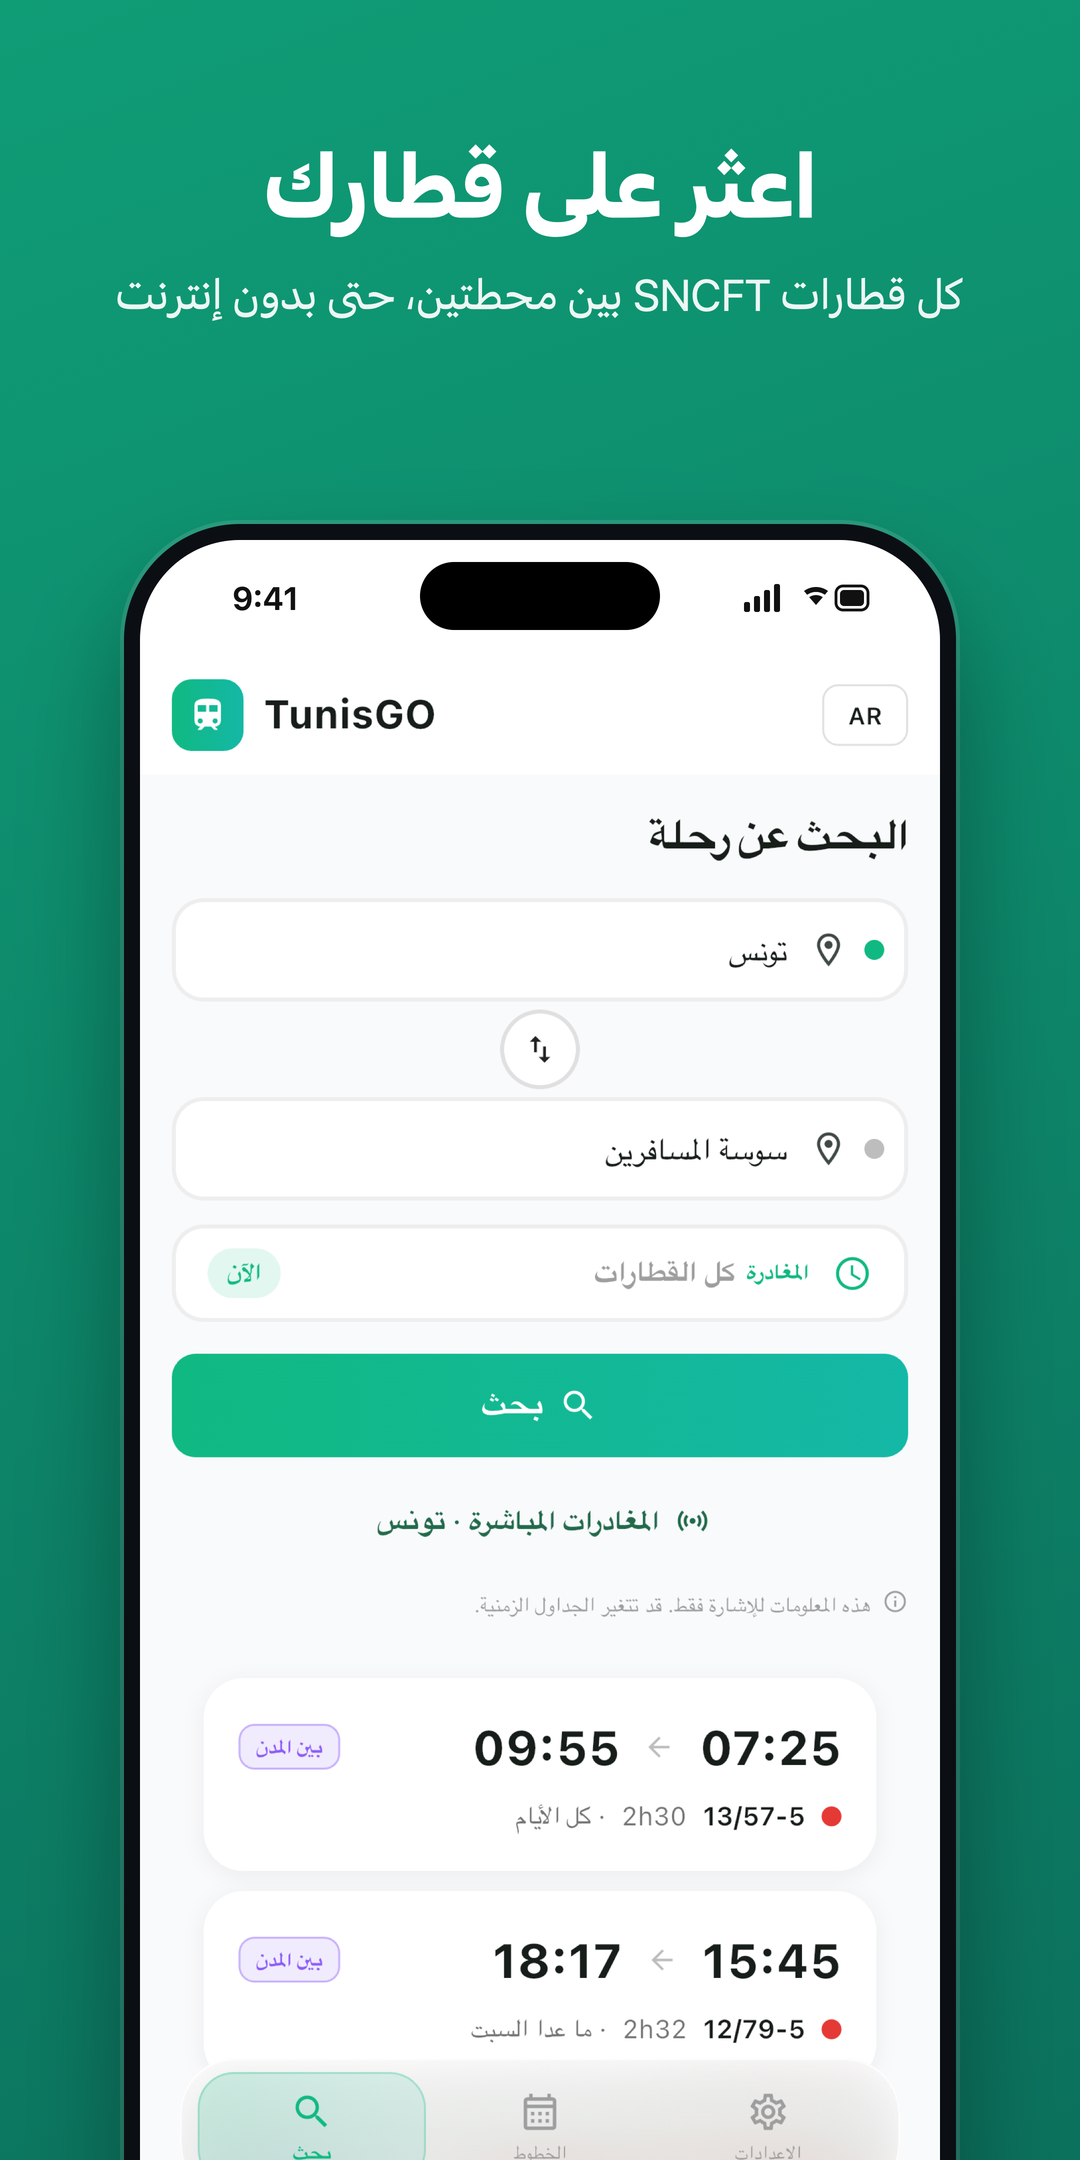 اعثر على قطارك
كل قطارات SNCFT بين محطتين، حتى بدون إنترنت
9:41
TunisGO
AR
البحث عن رحلة
تونس
سوسة المسافرين
المغادرة كل القطارات
الآن
بحث
المغادرات المباشرة · تونس
هذه المعلومات للإشارة فقط. قد تتغير الجداول الزمنية.
07:25 ← 09:55
بين المدن
13/57-5 2h30 · كل الأيام
15:45 ← 18:17
بين المدن
12/79-5 2h32 · ما عدا السبت
الاعدادات
الخطوط
بحث